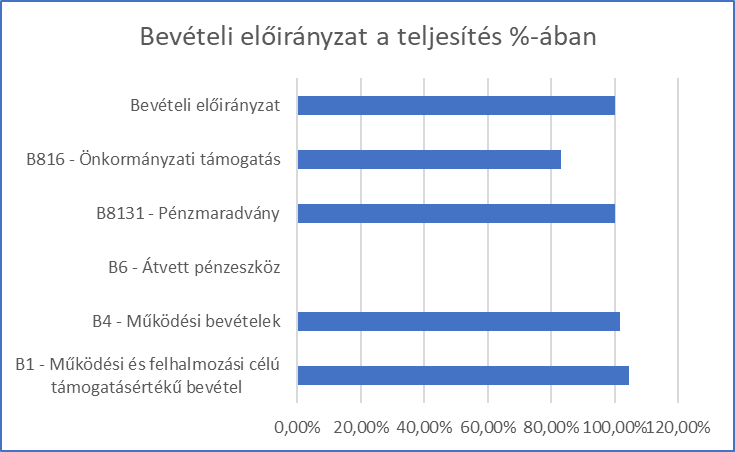 Bevételi előirányzat a teljesítés %-ában
Bevételi előirányzat
B816 - Önkormányzati támogatás
B8131 - Pénzmaradvány
B6 - Átvett pénzeszköz
B4 - Működési bevételek
B1 - Működési és felhalmozási célú
támogatásértékű bevétel
0,00% 20,00% 40,00% 60,00% 80,00% 100,00% 120,00%